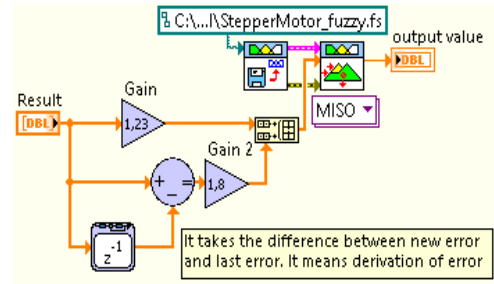 C:\...l\StepperMotor_fuzzy.fs
output value
DBL
Gain
Result
[DBL]
1,23
MISO
Gain 2
+
_
=
1,8
z-1
It takes the difference between new error
and last error. It means derivation of error